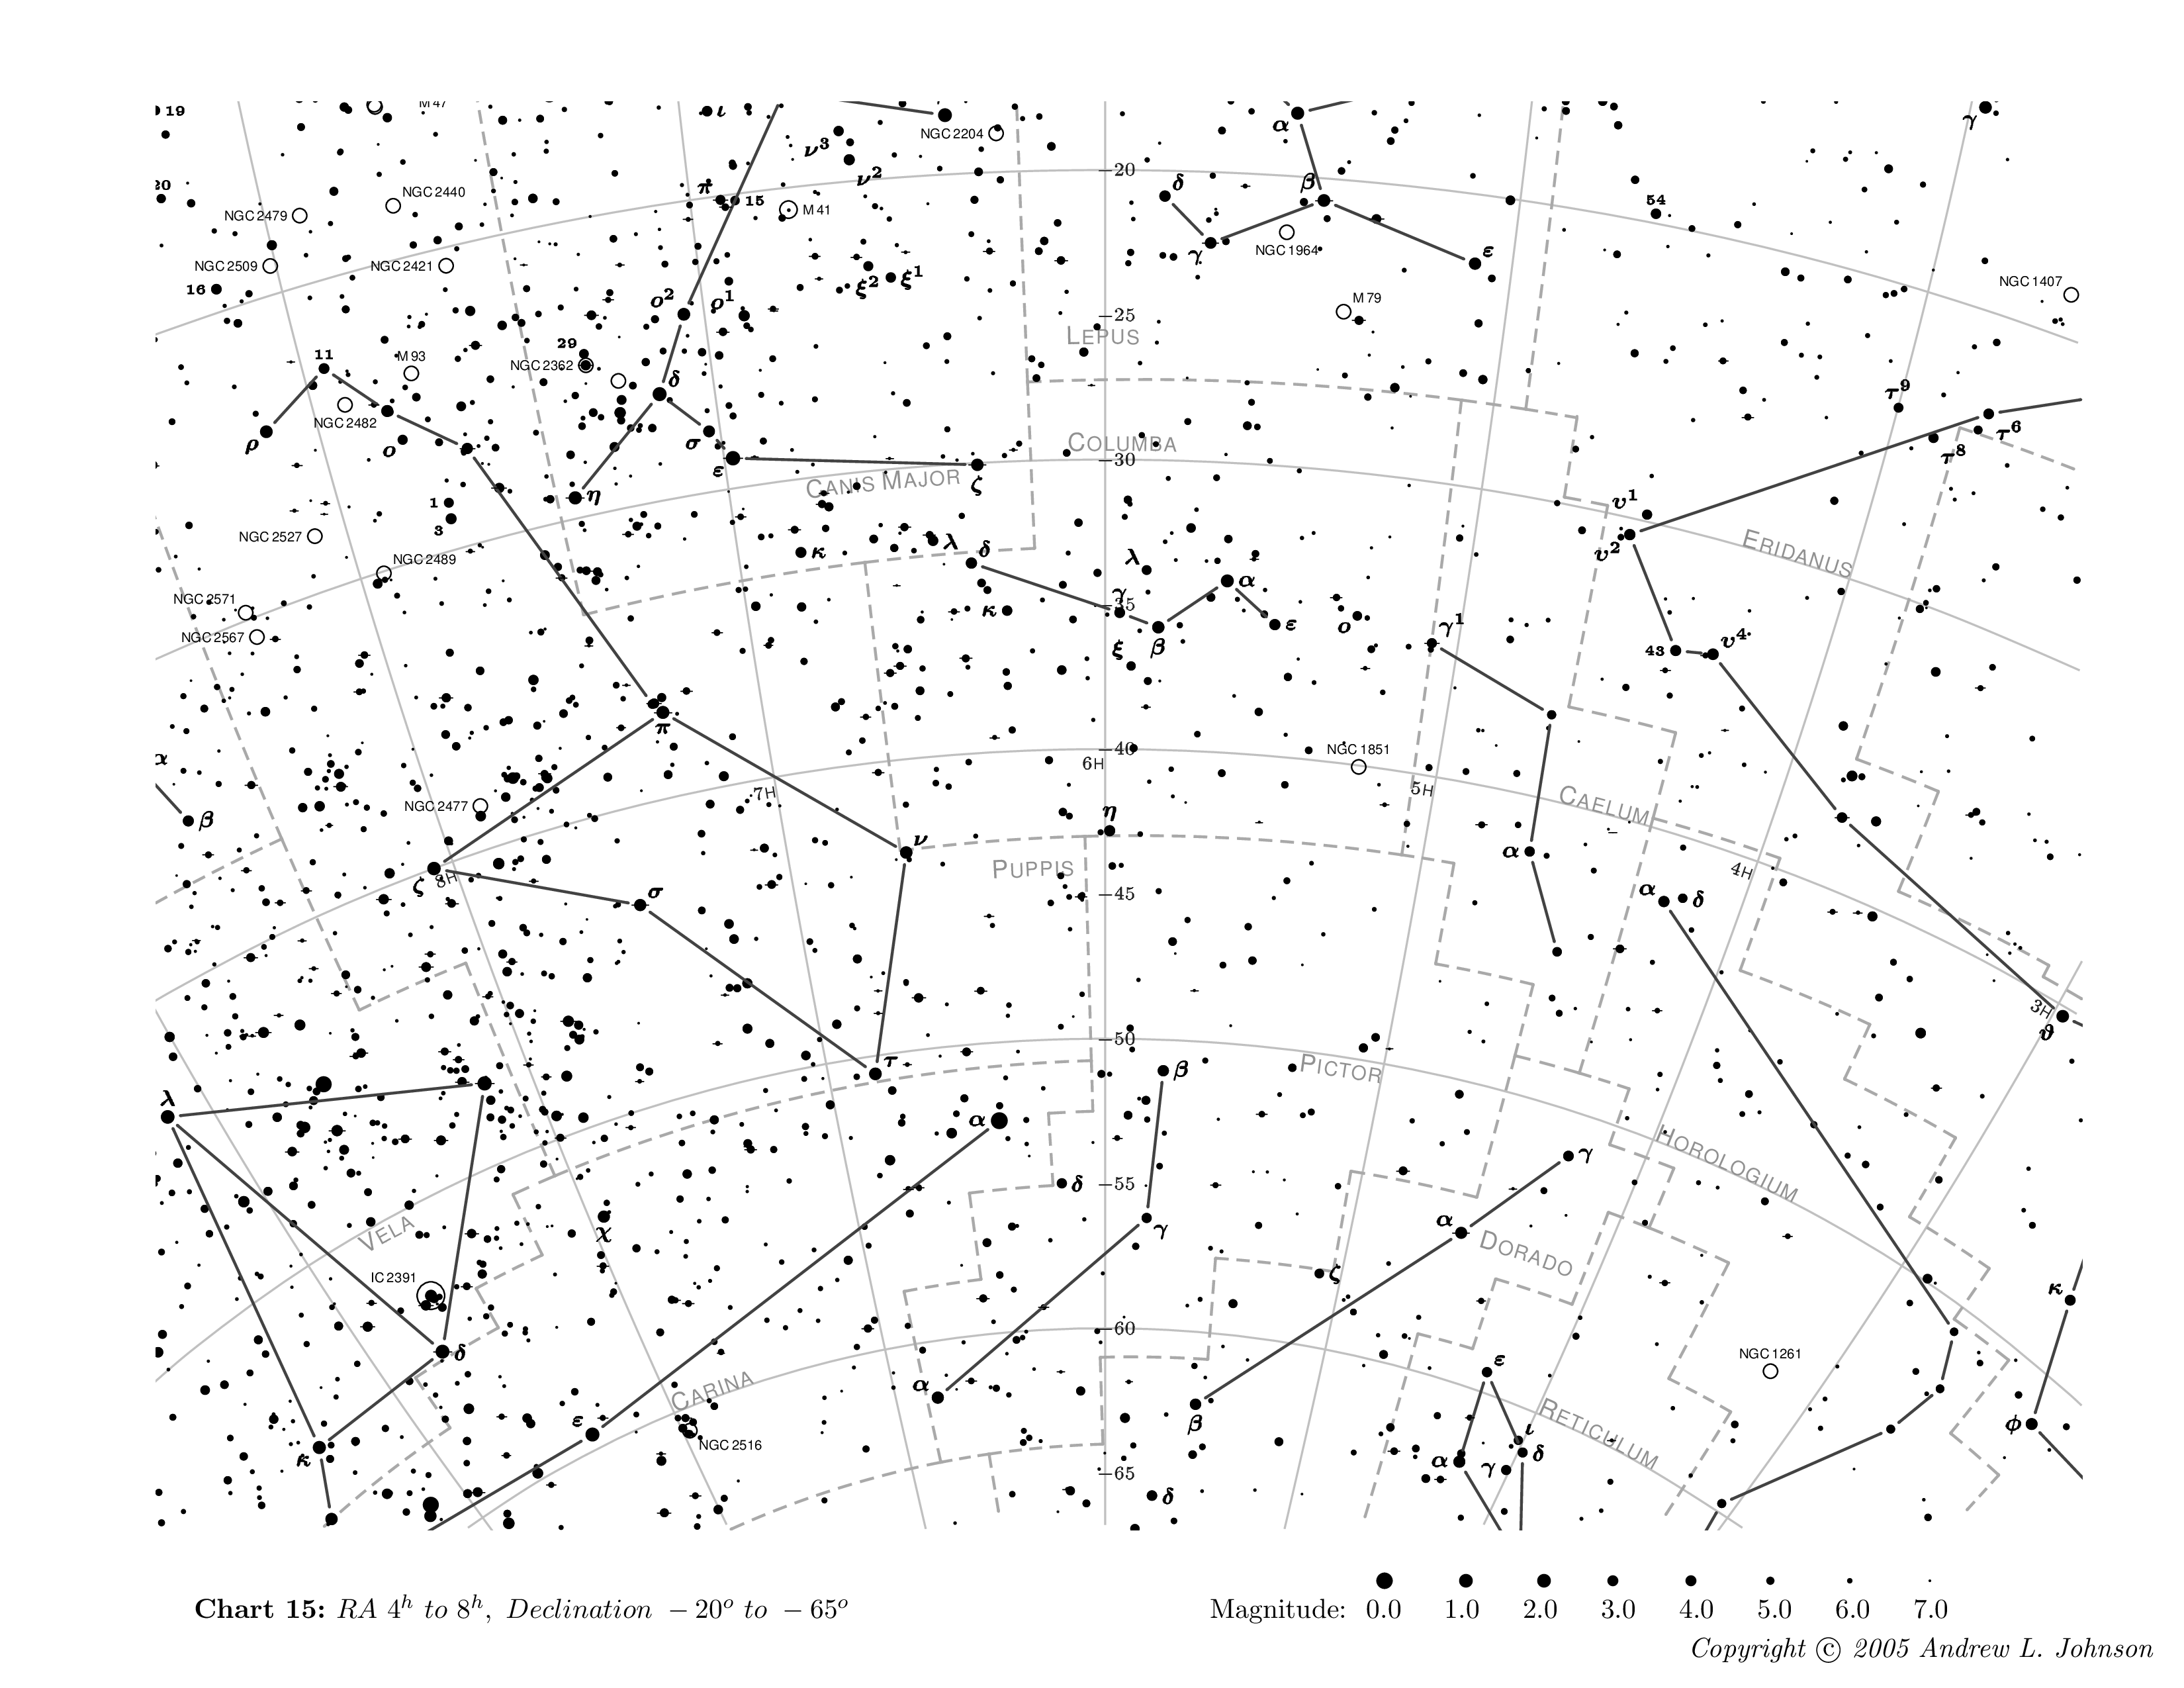 19
M 47
ι
ν³
NGC 2204
α
γ
20
NGC 2440
π
15
M 41
ν²
20
δ
β
54
NGC 2479
NGC 2509
NGC 2421
16
ξ²
ξ¹
γ
NGC 1964
ε
NGC 1407
ο²
ο¹
25
M 79
LEPUS
11
M 93
29
NGC 2362
δ
τ⁹
NGC 2482
ρ
ο
σ
ε
COLUMBA
30
τ⁶
τ⁸
CANIS MAJOR
ζ
η
1
3
υ¹
NGC 2527
NGC 2489
κ
λ
δ
λ
α
υ²
ERIDANUS
NGC 2571
NGC 2567
γ
35
κ
β
ε
ο
γ¹
43
υ⁴
ξ
π
α
40
6H
NGC 1851
7H
5H
NGC 2477
β
η
CAELUM
ν
PUPPIS
α
4H
ζ
8H
σ
45
α
δ
3H
ϑ
50
τ
β
PICTOR
λ
α
HOROLOGIUM
γ
55
δ
χ
γ
α
DORADO
VELA
IC 2391
ζ
κ
60
δ
ε
NGC 1261
CARINA
α
β
RETICULUM
ε
NGC 2516
ι
φ
κ
α
γ
δ
65
δ
Magnitude: 0.0 1.0 2.0 3.0 4.0 5.0 6.0 7.0
Chart 15: RA 4ʰ to 8ʰ, Declination − 20º to − 65º
Copyright © 2005 Andrew L. Johnson